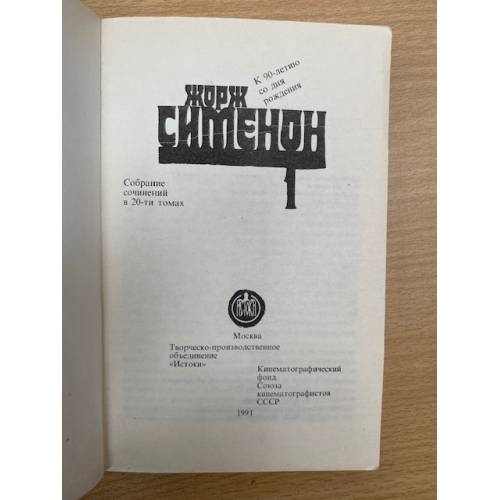 К 90-летию
со дня
рождения
ЖОРЖ
СИМЕНОН
1
Собрание
сочинений
в 20-ти томах
ИСТОКИ
Москва
Творческо-производственное
объединение
«Истоки»
Кинематографический
фонд
Союза
кинематографистов
СССР
1991